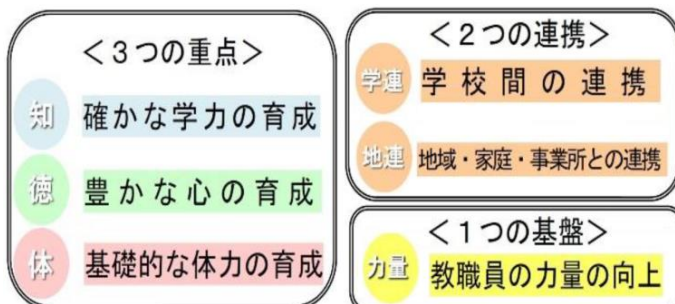 <３つの重点>
知 確かな学力の育成
徳 豊かな心の育成
体 基礎的な体力の育成
<２つの連携>
学連 学校間の連携
地連 地域・家庭・事業所との連携
<１つの基盤>
力量 教職員の力量の向上